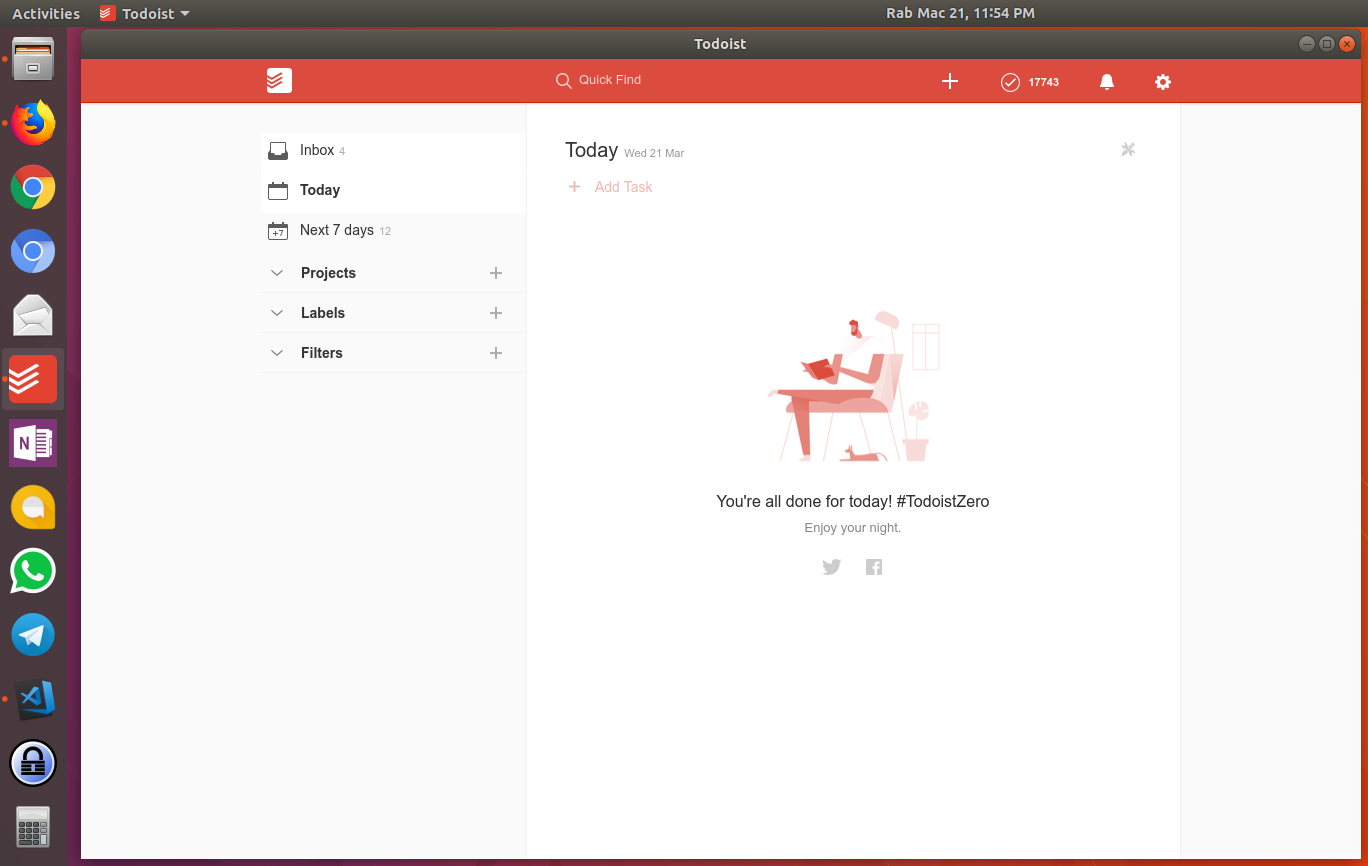 Activities Todoist Rab Mac 21, 11:54 PM
Todoist
Quick Find 17743
Inbox 4
Today
+7 Next 7 days 12
Projects
Labels
Filters
Today Wed 21 Mar
Add Task
You're all done for today! #TodoistZero
Enjoy your night.
N